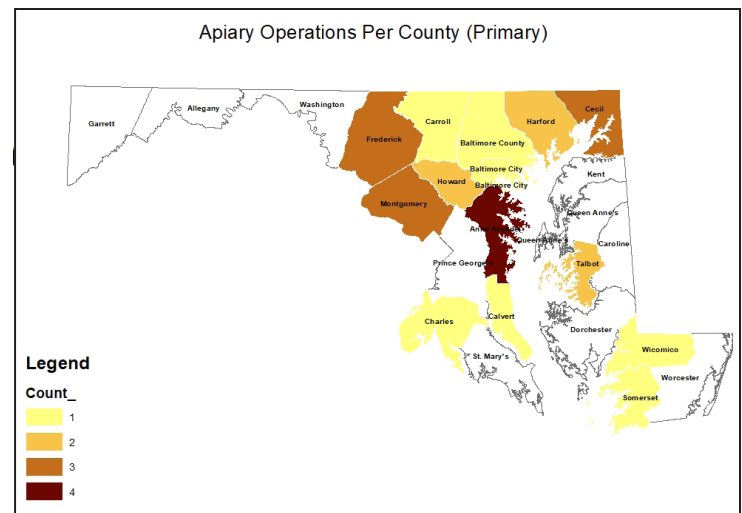 Apiary Operations Per County (Primary)
Garrett
Allegany
Washington
Frederick
Carroll
Baltimore County
Harford
Cecil
Baltimore City
Baltimore City
Howard
Montgomery
Kent
Queen Anne's
Queen Anne's
Caroline
Talbot
Prince George's
Charles
Calvert
St. Mary's
Dorchester
Wicomico
Worcester
Somerset
Legend
Count_
1
2
3
4